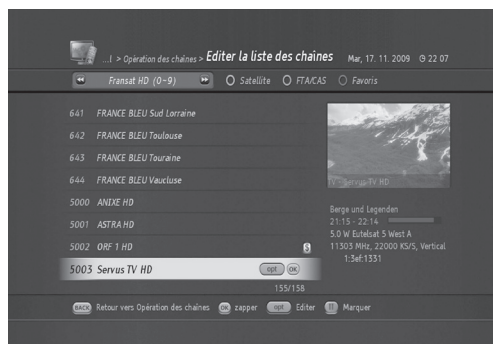 ...l > Opération des chaînes > Editer la liste des chaînes Mar, 17. 11. 2009 22 07
Fransat HD (0~9) Satellite FTA/CAS Favoris
641 FRANCE BLEU Sud Lorraine
642 FRANCE BLEU Toulouse
643 FRANCE BLEU Touraine
644 FRANCE BLEU Vaucluse
5000 ANIXE HD
5001 ASTRA HD
5002 ORF 1 HD $
5003 Servus TV HD opt OK
155/158
TV - Servus TV HD
Berge und Legenden
21:15 - 22:14
5.0 W Eutelsat 5 West A
11303 MHz, 22000 KS/S, Vertical
1:3ef:1331
BACK Retour vers Opération des chaînes OK zapper opt Editer Marquer